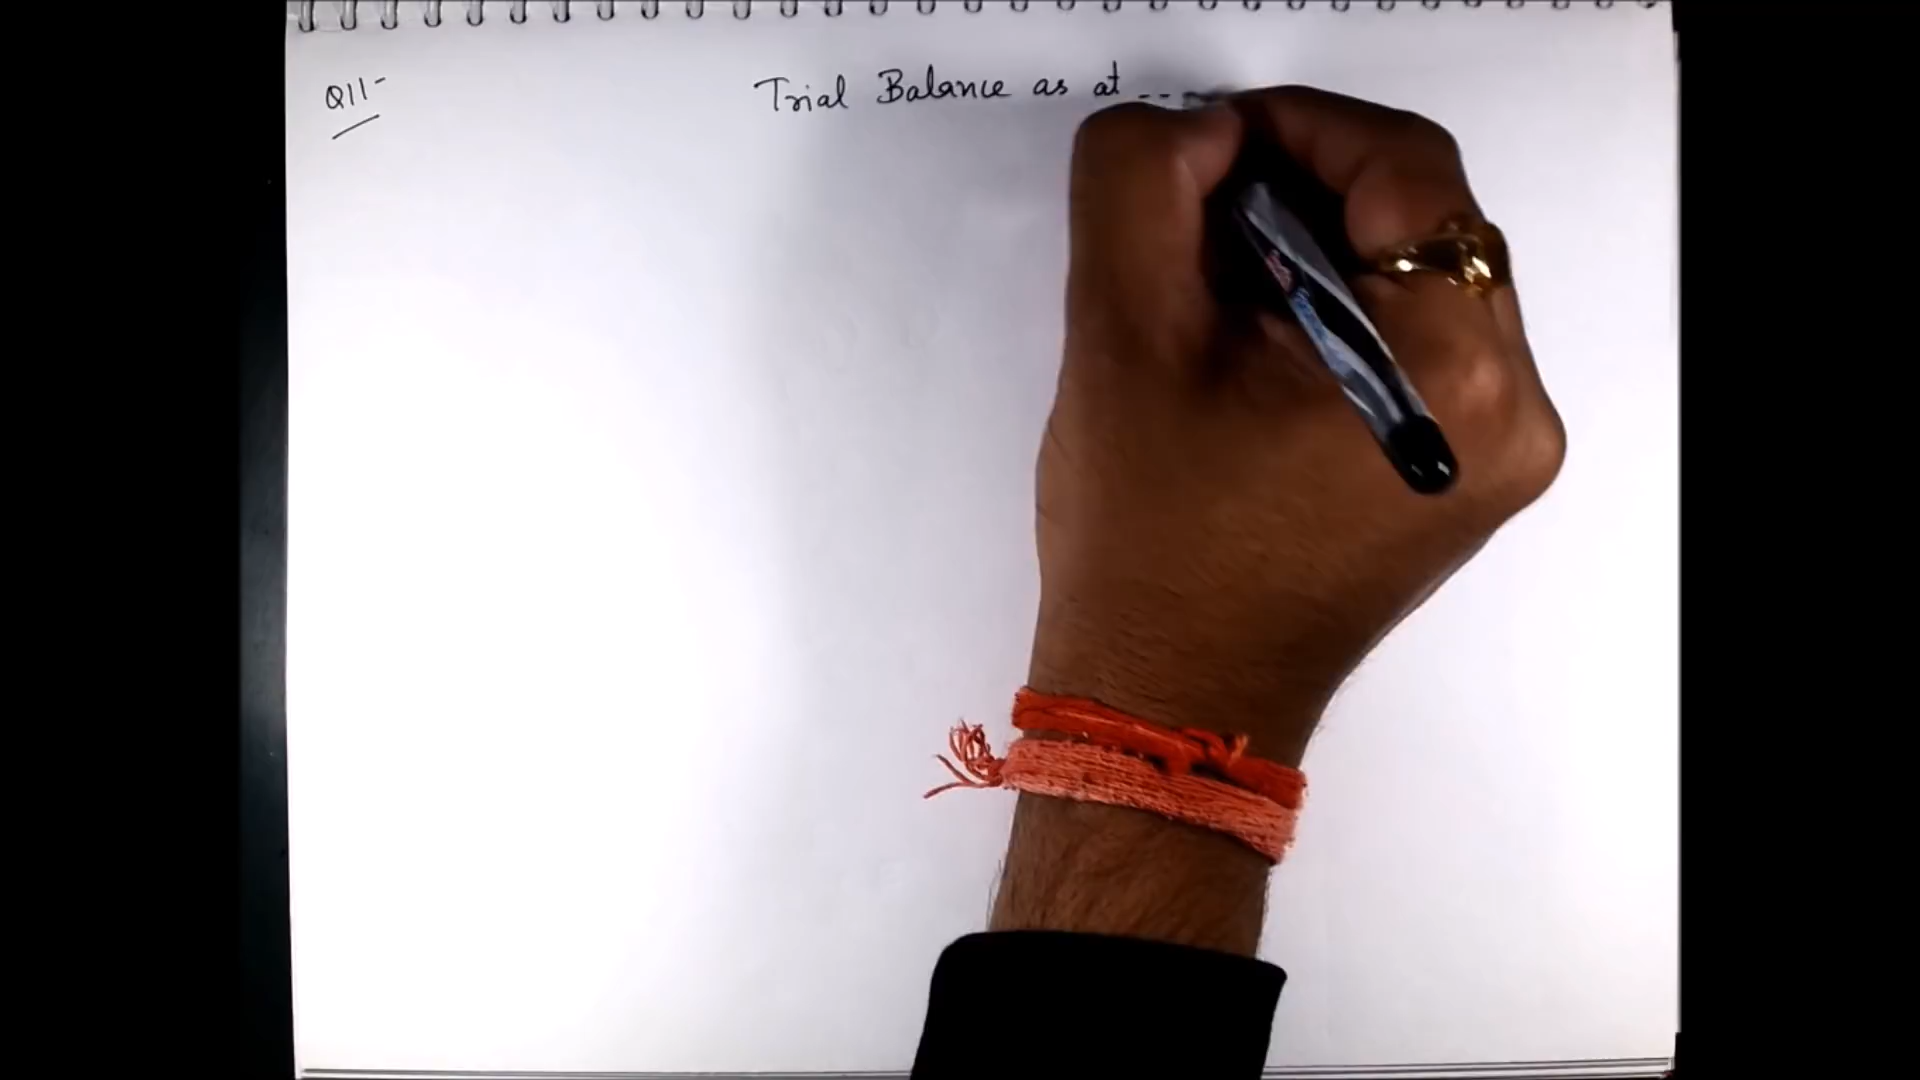 Q11-
Trial Balance as at ---